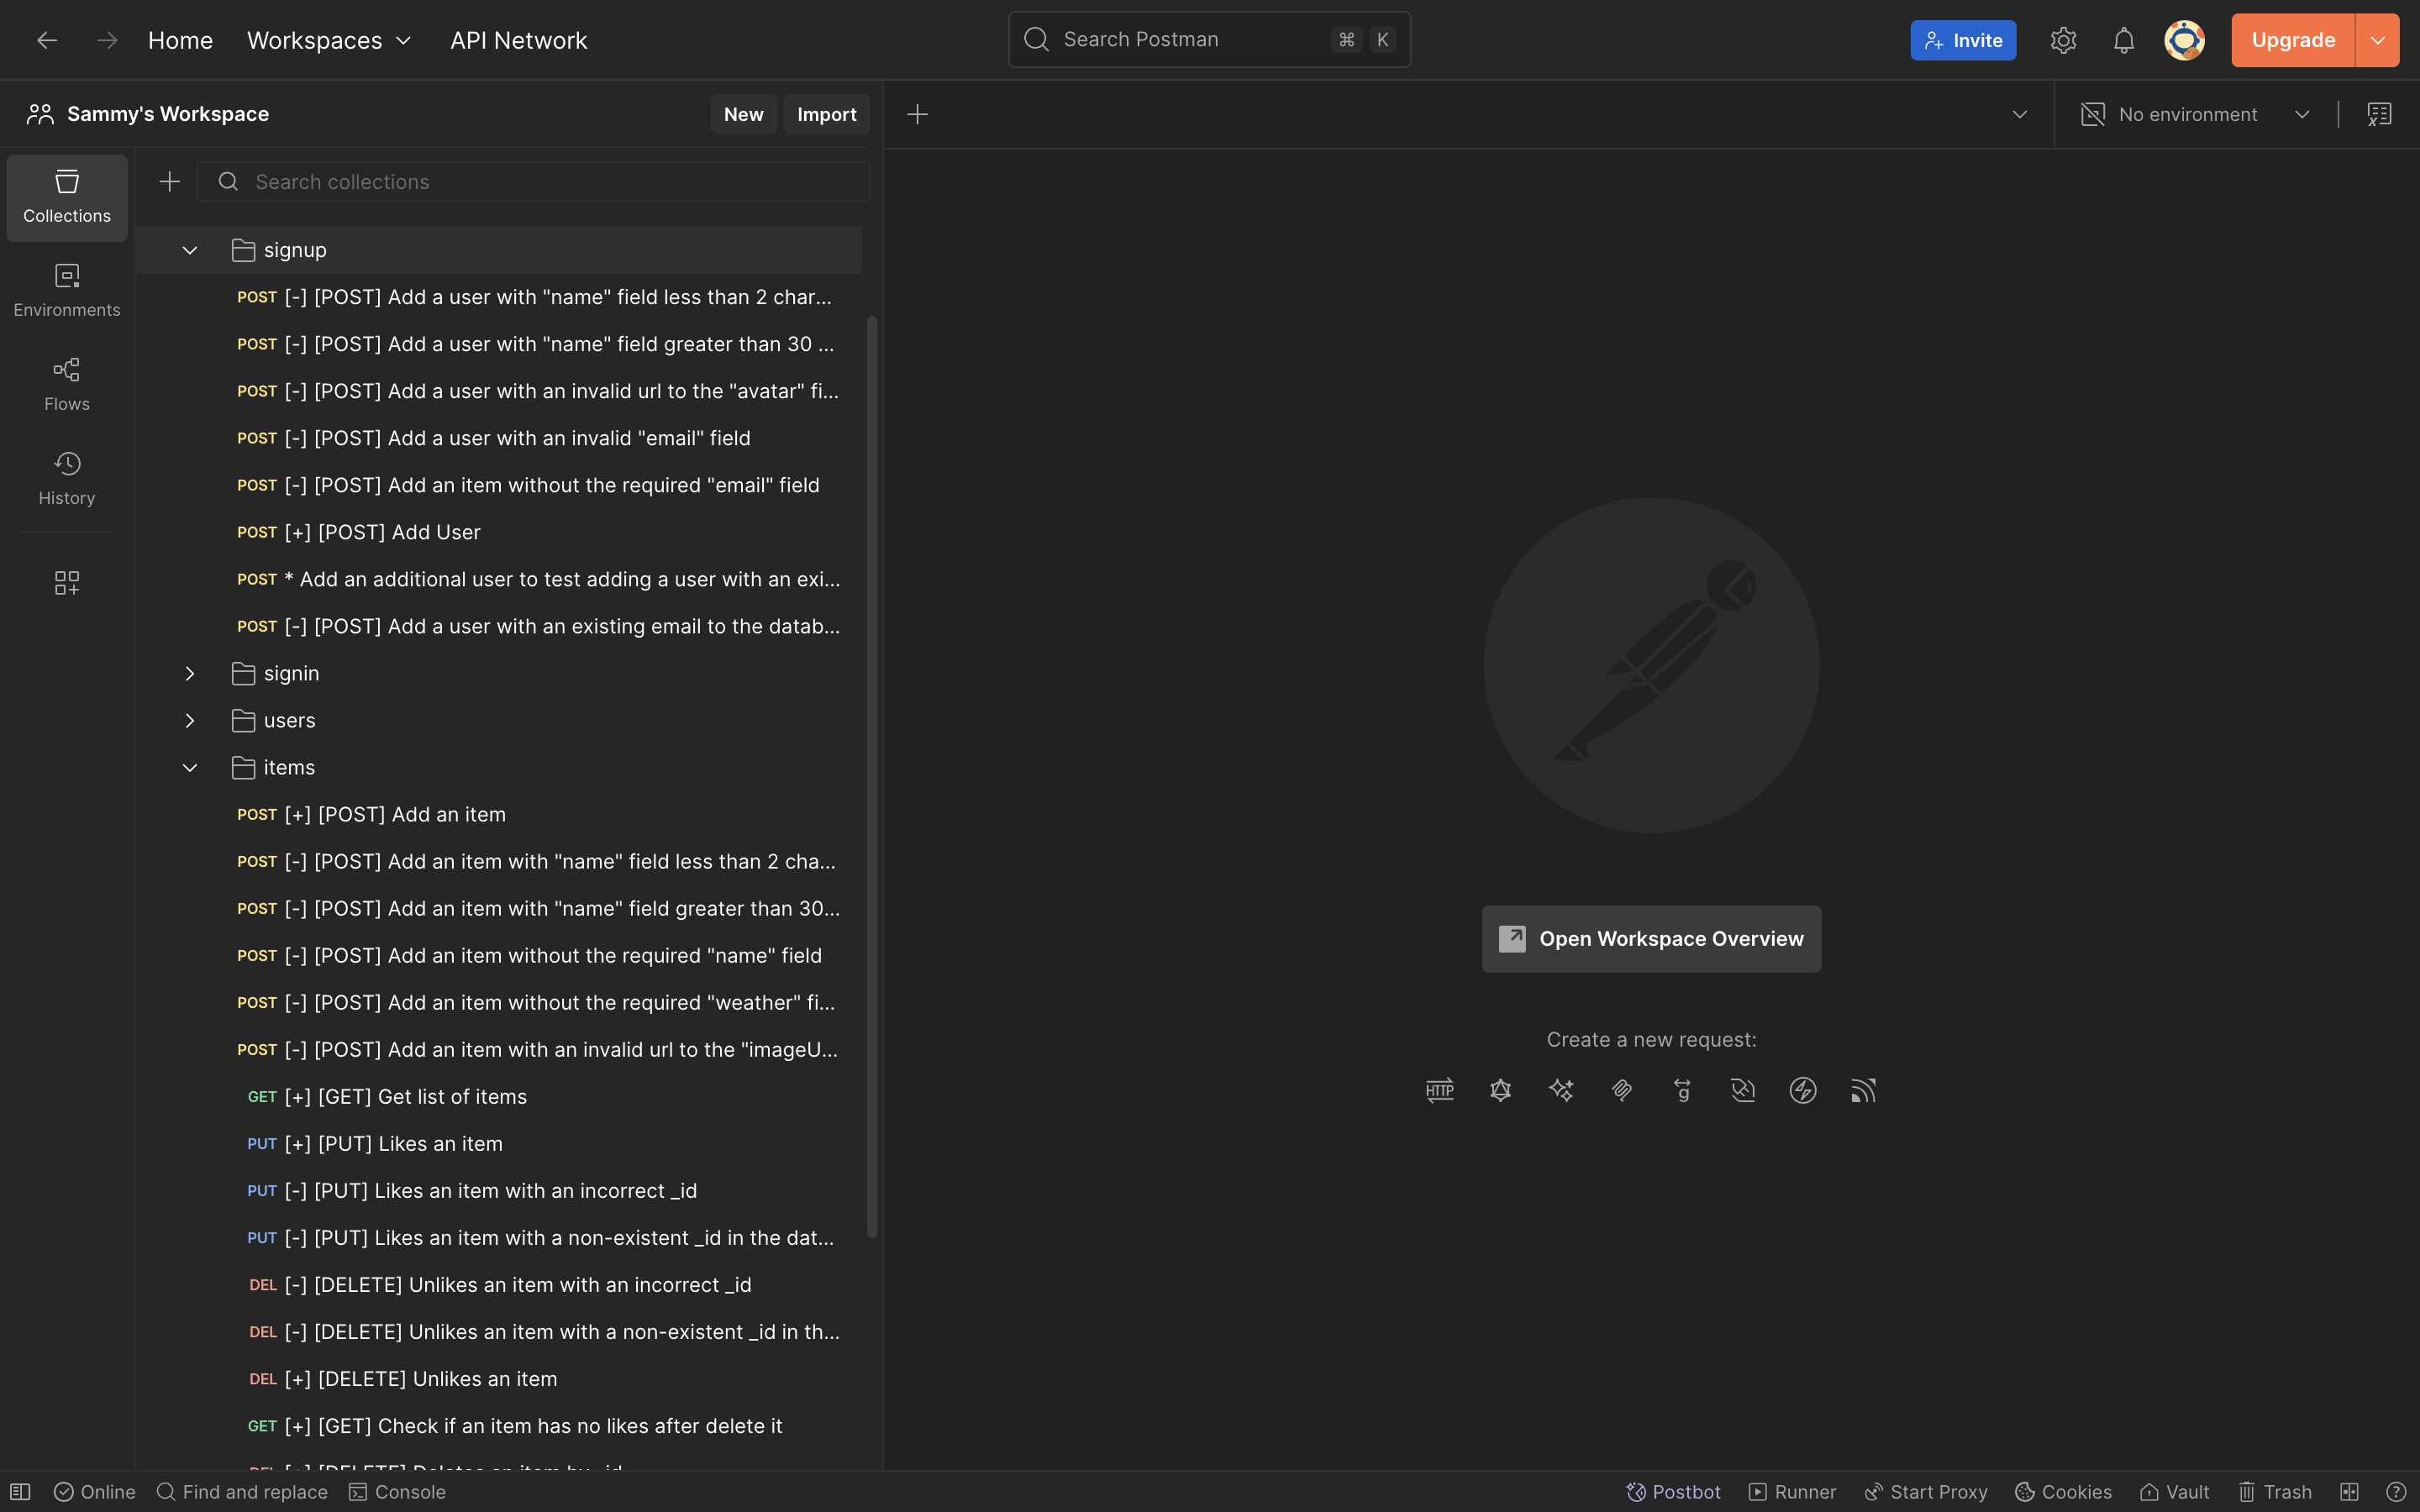 Home
Workspaces
API Network
Search Postman
⌘ K
Invite
Upgrade
Sammy's Workspace
New
Import
No environment
Collections
Environments
Flows
History
Search collections
signup
POST [-] [POST] Add a user with "name" field less than 2 char...
POST [-] [POST] Add a user with "name" field greater than 30 ...
POST [-] [POST] Add a user with an invalid url to the "avatar" fi...
POST [-] [POST] Add a user with an invalid "email" field
POST [-] [POST] Add an item without the required "email" field
POST [+] [POST] Add User
POST * Add an additional user to test adding a user with an exi...
POST [-] [POST] Add a user with an existing email to the datab...
signin
users
items
POST [+] [POST] Add an item
POST [-] [POST] Add an item with "name" field less than 2 cha...
POST [-] [POST] Add an item with "name" field greater than 30...
POST [-] [POST] Add an item without the required "name" field
POST [-] [POST] Add an item without the required "weather" fi...
POST [-] [POST] Add an item with an invalid url to the "imageU...
GET [+] [GET] Get list of items
PUT [+] [PUT] Likes an item
PUT [-] [PUT] Likes an item with an incorrect _id
PUT [-] [PUT] Likes an item with a non-existent _id in the dat...
DEL [-] [DELETE] Unlikes an item with an incorrect _id
DEL [-] [DELETE] Unlikes an item with a non-existent _id in th...
DEL [+] [DELETE] Unlikes an item
GET [+] [GET] Check if an item has no likes after delete it
Open Workspace Overview
Create a new request:
HTTP
Online
Find and replace
Console
Postbot
Runner
Start Proxy
Cookies
Vault
Trash